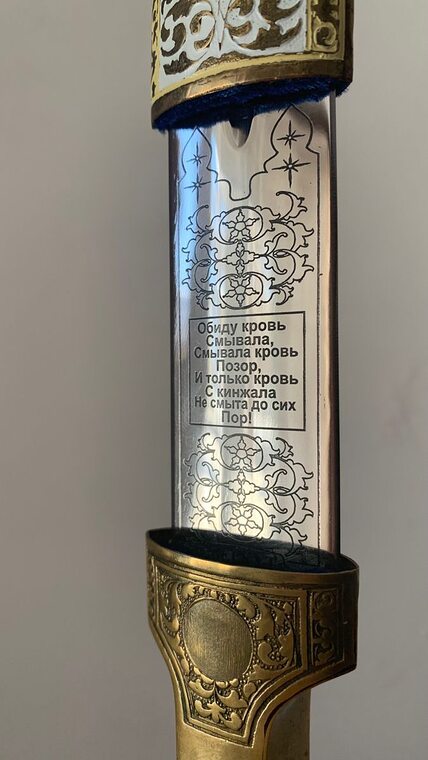 Обиду кровь
Смывала,
Смывала кровь
Позор,
И только кровь
С кинжала
Не смыта до сих
Пор!